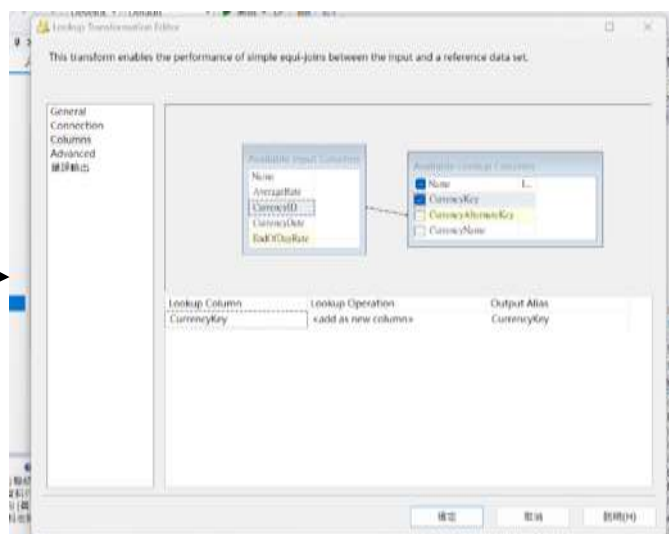 Lookup Transformation Editor
This transform enables the performance of simple equi-joins between the input and a reference data set.
General
Connection
Columns
Advanced
錯誤輸出
Available Input Columns
Name
AverageRate
CurrencyID
CurrencyDate
EndOfDayRate
Available Lookup Columns
Name
CurrencyKey
CurrencyAlternateKey
CurrencyName
Lookup Column Lookup Operation Output Alias
CurrencyKey <add as new column> CurrencyKey
確定 取消 說明(H)